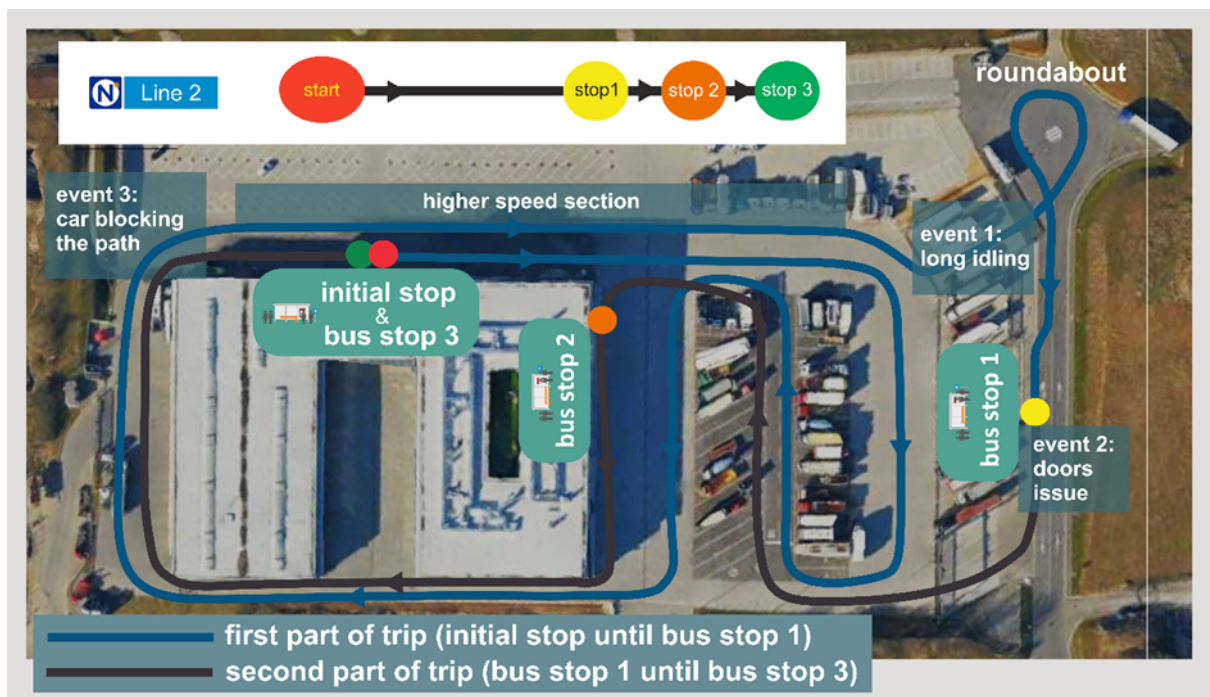 N
Line 2
start
stop1
stop 2
stop 3
roundabout
event 3:
car blocking
the path
higher speed section
event 1:
long idling
initial stop
&
bus stop 3
bus stop 2
bus stop 1
event 2:
doors
issue
first part of trip (initial stop until bus stop 1)
second part of trip (bus stop 1 until bus stop 3)